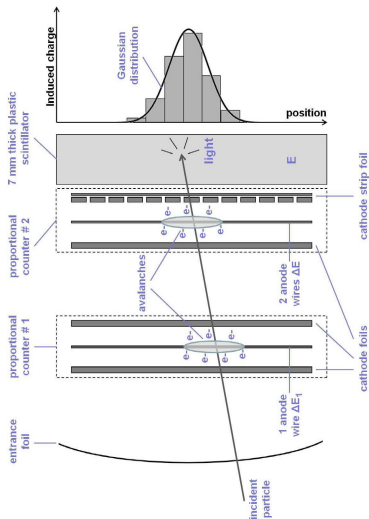 Induced charge
Gaussian
distribution
position
7 mm thick plastic
scintillator
light
E
proportional
counter # 2
e- e- e- e-
e- e- e- e-
cathode strip foil
avalanches
2 anode
wires ΔE
proportional
counter # 1
e- e- e- e-
e- e- e- e-
1 anode
wire ΔE1
cathode foils
entrance
foil
incident
particle